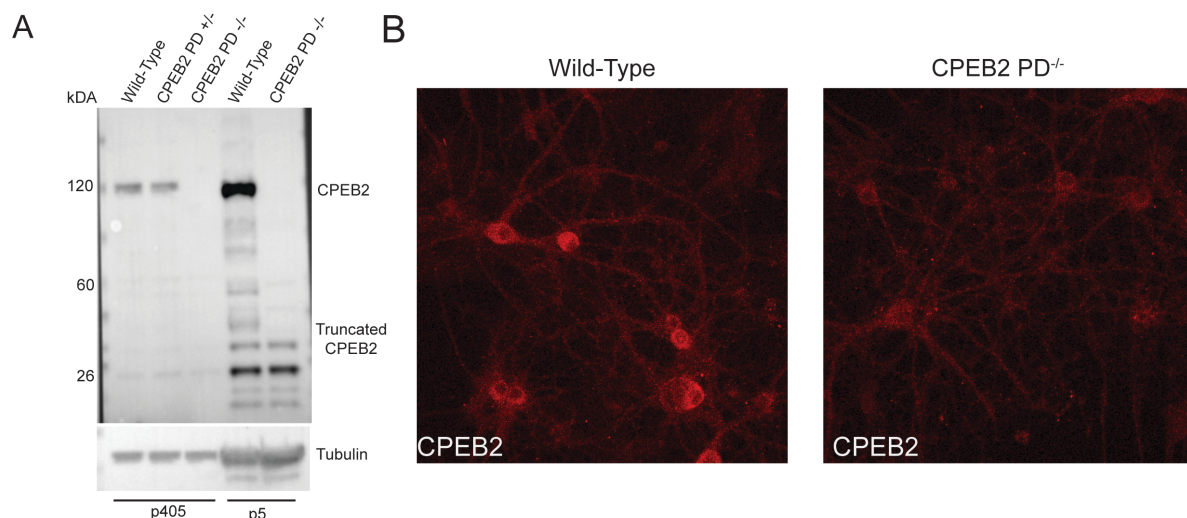 A
Wild-Type
CPEB2 PD +/-
CPEB2 PD -/-
Wild-Type
CPEB2 PD -/-
kDA
120
CPEB2
60
Truncated
CPEB2
26
Tubulin
p405
p5
B
Wild-Type
CPEB2 PD-/-
CPEB2
CPEB2